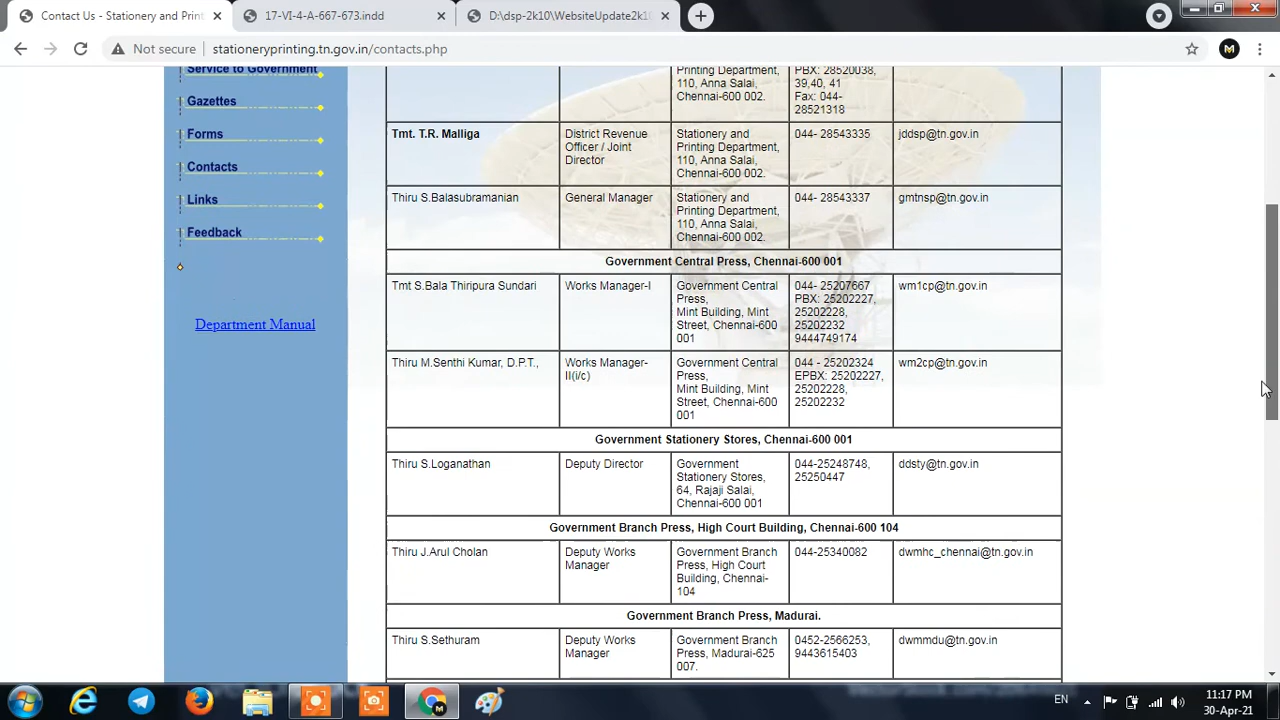 Contact Us - Stationery and Print
17-VI-4-A-667-673.indd
D:\dsp-2k10\WebsiteUpdate2k10
Not secure
stationeryprinting.tn.gov.in/contacts.php
Service to Government
Gazettes
Forms
Contacts
Links
Feedback
Department Manual
Printing Department,
110, Anna Salai,
Chennai-600 002.
PBX: 28520038,
39,40, 41
Fax: 044-
28521318
Tmt. T.R. Malliga
District Revenue
Officer / Joint
Director
Stationery and
Printing Department,
110, Anna Salai,
Chennai-600 002.
044- 28543335
jddsp@tn.gov.in
Thiru S.Balasubramanian
General Manager
Stationery and
Printing Department,
110, Anna Salai,
Chennai-600 002.
044- 28543337
gmtnsp@tn.gov.in
Government Central Press, Chennai-600 001
Tmt S.Bala Thiripura Sundari
Works Manager-I
Government Central
Press,
Mint Building, Mint
Street, Chennai-600
001
044- 25207667
PBX: 25202227,
25202228,
25202232
9444749174
wm1cp@tn.gov.in
Thiru M.Senthi Kumar, D.P.T.,
Works Manager-
II(i/c)
Government Central
Press,
Mint Building, Mint
Street, Chennai-600
001
044 - 25202324
EPBX: 25202227,
25202228,
25202232
wm2cp@tn.gov.in
Government Stationery Stores, Chennai-600 001
Thiru S.Loganathan
Deputy Director
Government
Stationery Stores,
64, Rajaji Salai,
Chennai-600 001
044-25248748,
25250447
ddsty@tn.gov.in
Government Branch Press, High Court Building, Chennai-600 104
Thiru J.Arul Cholan
Deputy Works
Manager
Government Branch
Press, High Court
Building, Chennai-
104
044-25340082
dwmhc_chennai@tn.gov.in
Government Branch Press, Madurai.
Thiru S.Sethuram
Deputy Works
Manager
Government Branch
Press, Madurai-625
007.
0452-2566253,
9443615403
dwmmdu@tn.gov.in
EN
11:17 PM
30-Apr-21